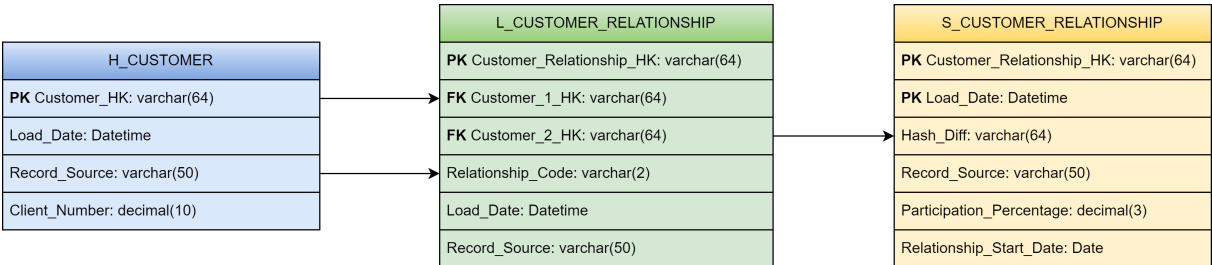 H_CUSTOMER
PK Customer_HK: varchar(64)
Load_Date: Datetime
Record_Source: varchar(50)
Client_Number: decimal(10)
L_CUSTOMER_RELATIONSHIP
PK Customer_Relationship_HK: varchar(64)
FK Customer_1_HK: varchar(64)
FK Customer_2_HK: varchar(64)
Relationship_Code: varchar(2)
Load_Date: Datetime
Record_Source: varchar(50)
S_CUSTOMER_RELATIONSHIP
PK Customer_Relationship_HK: varchar(64)
PK Load_Date: Datetime
Hash_Diff: varchar(64)
Record_Source: varchar(50)
Participation_Percentage: decimal(3)
Relationship_Start_Date: Date